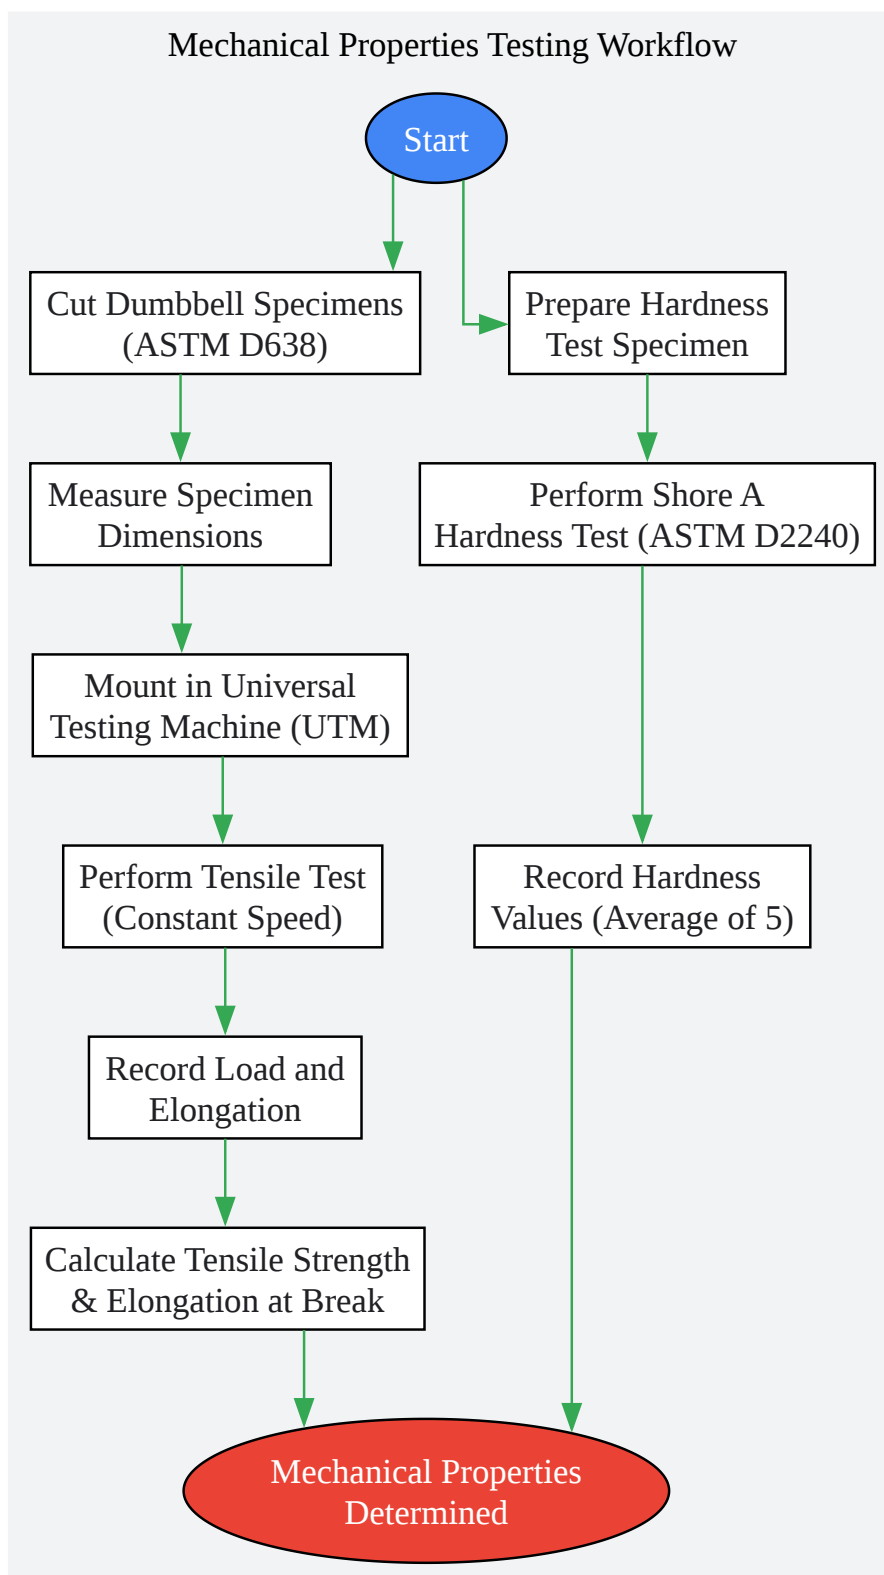 Mechanical Properties Testing Workflow
Start
Cut Dumbbell Specimens
(ASTM D638)
Prepare Hardness
Test Specimen
Measure Specimen
Dimensions
Perform Shore A
Hardness Test (ASTM D2240)
Mount in Universal
Testing Machine (UTM)
Perform Tensile Test
(Constant Speed)
Record Hardness
Values (Average of 5)
Record Load and
Elongation
Calculate Tensile Strength
& Elongation at Break
Mechanical Properties
Determined